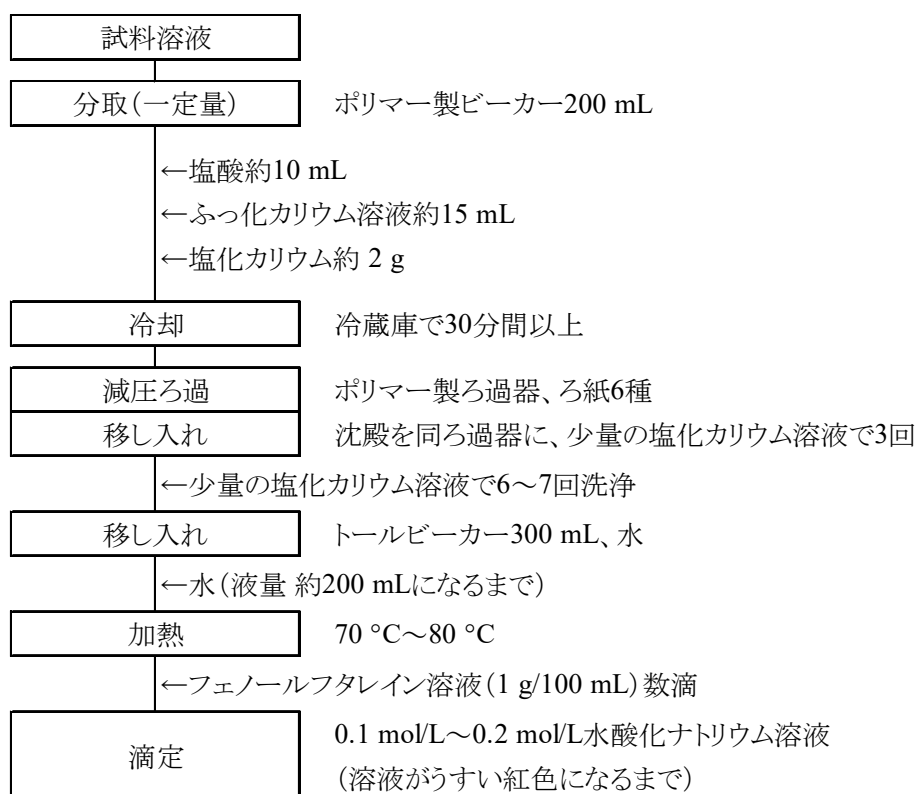 試料溶液
分取(一定量) ポリマー製ビーカー200 mL
←塩酸約10 mL
←ふっ化カリウム溶液約15 mL
←塩化カリウム約 2 g
冷却 冷蔵庫で30分間以上
減圧ろ過 ポリマー製ろ過器、ろ紙6種
移し入れ 沈殿を同ろ過器に、少量の塩化カリウム溶液で3回
←少量の塩化カリウム溶液で6～7回洗浄
移し入れ トールビーカー300 mL、水
←水(液量 約200 mLになるまで)
加熱 70 °C～80 °C
←フェノールフタレイン溶液(1 g/100 mL)数滴
滴定 0.1 mol/L～0.2 mol/L水酸化ナトリウム溶液
(溶液がうすい紅色になるまで)